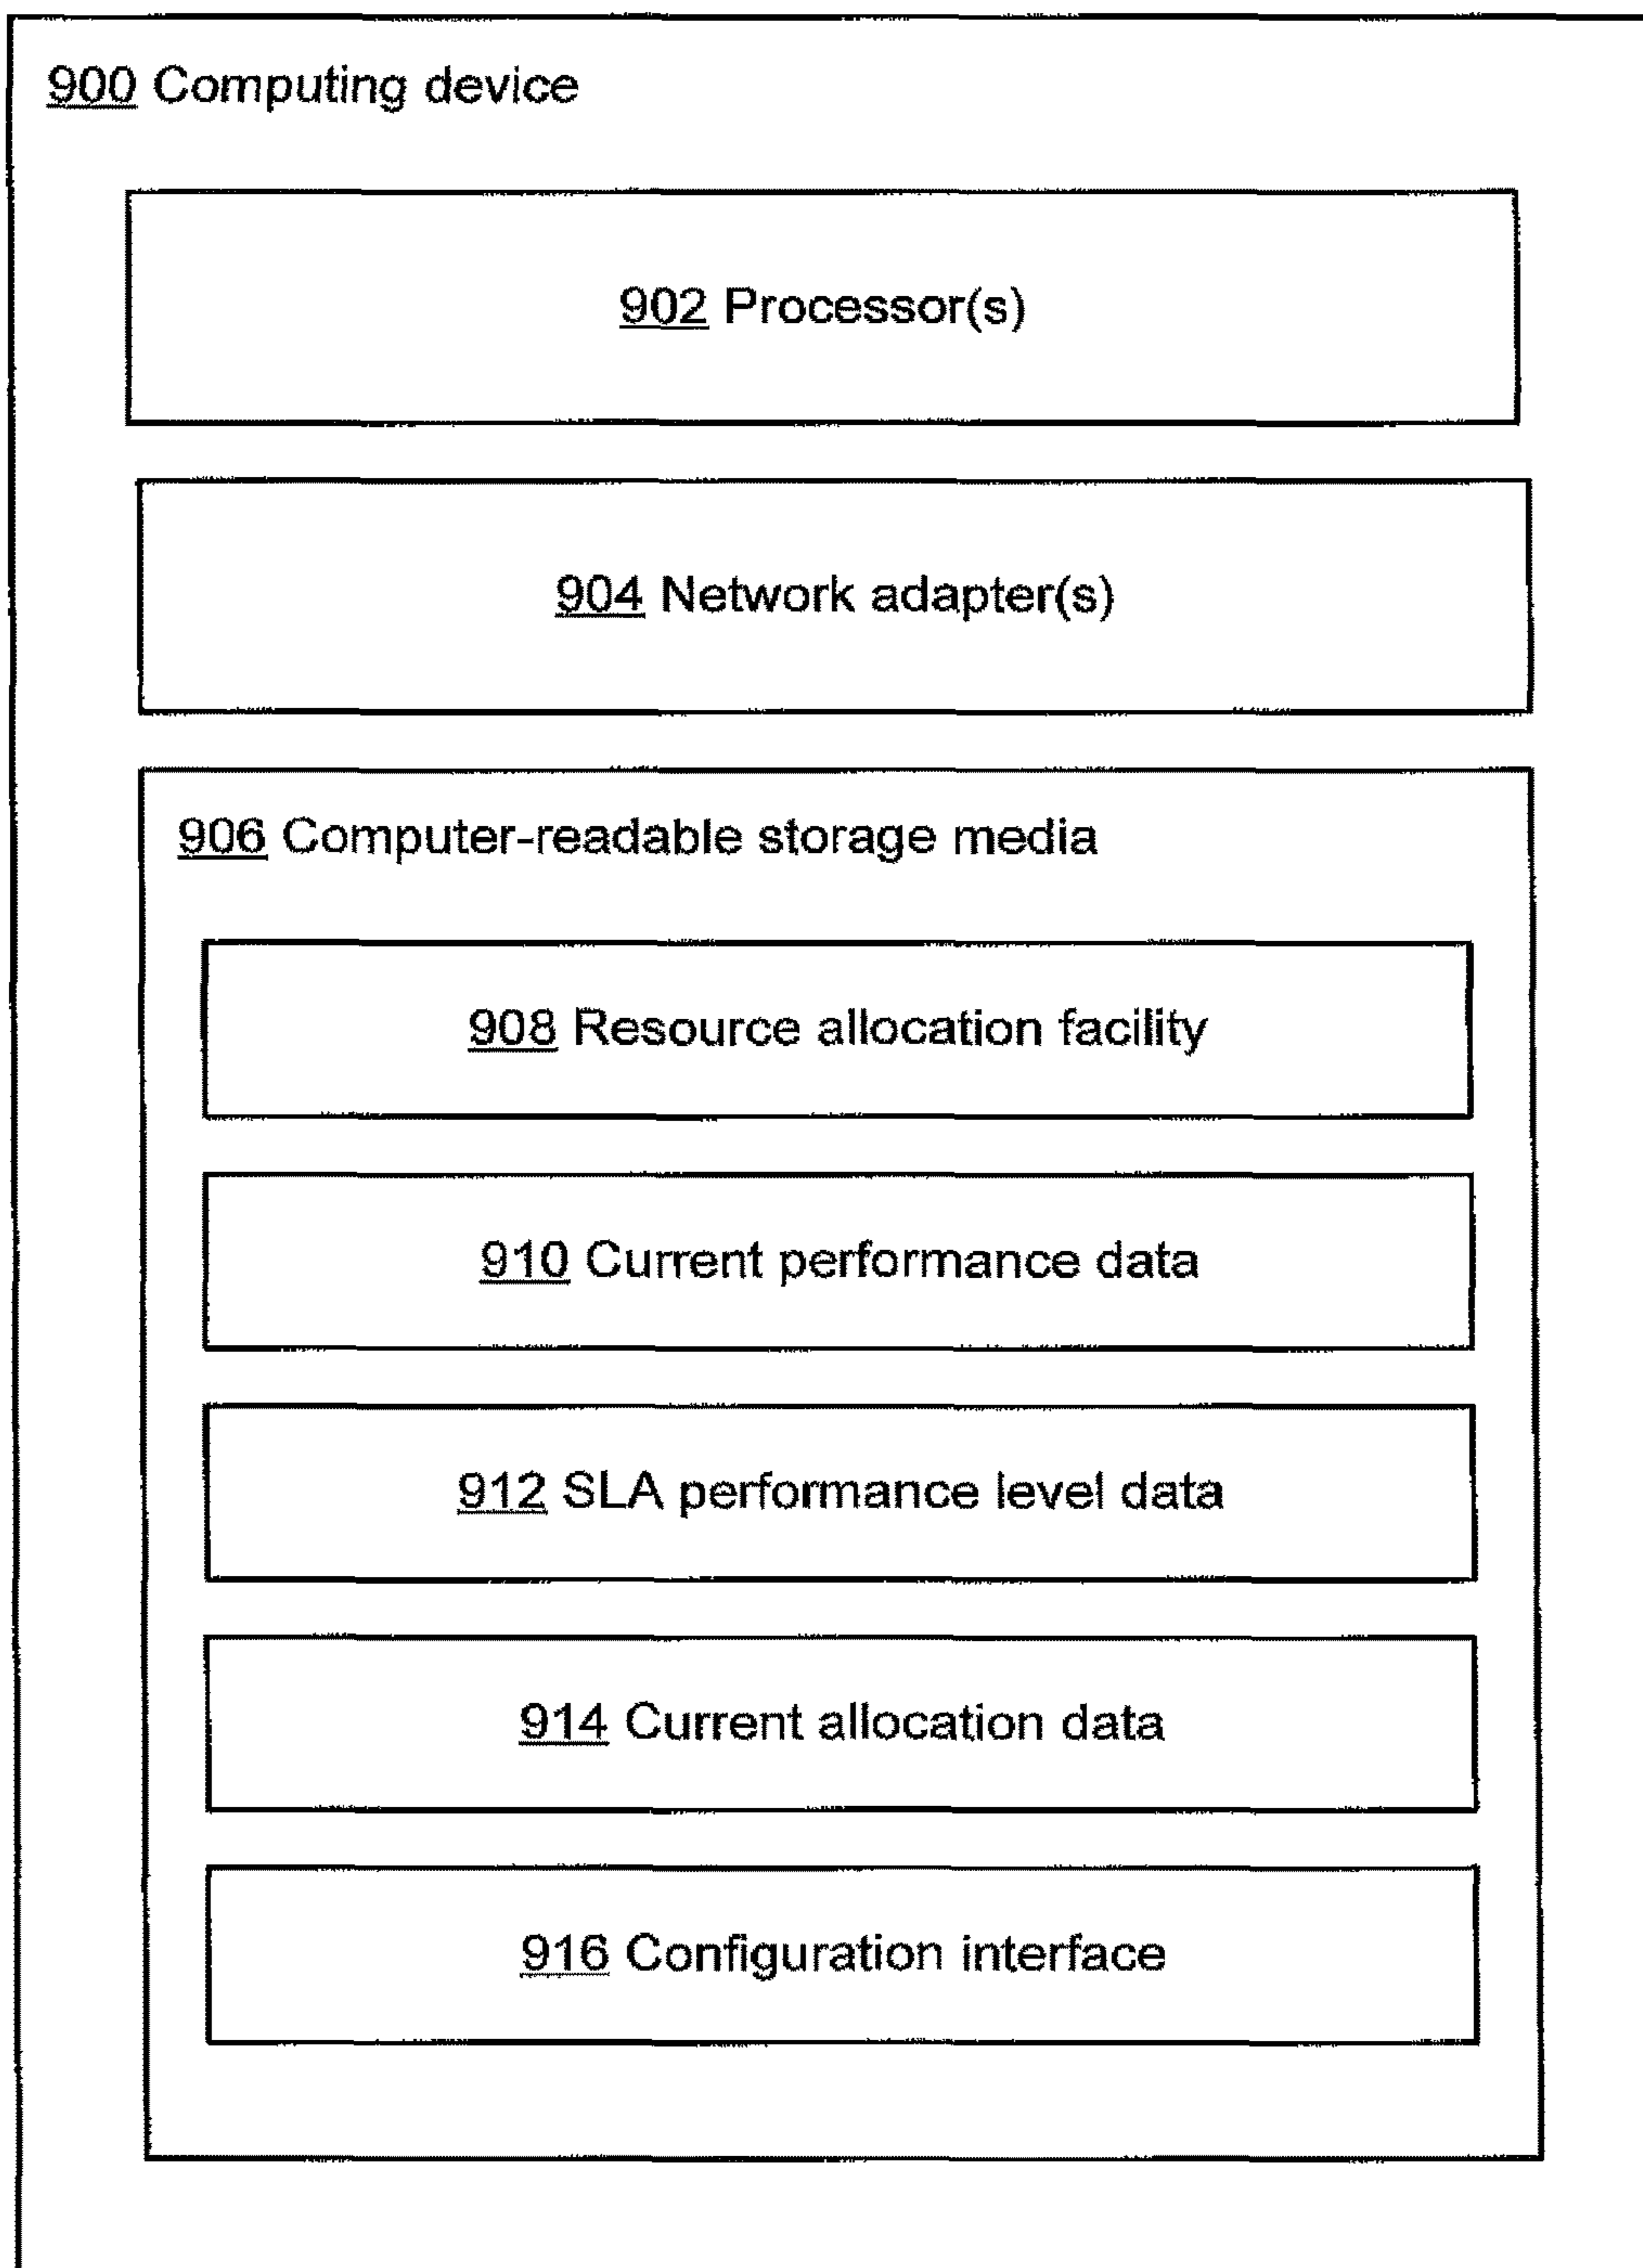 900 Computing device
902 Processor(s)
904 Network adapter(s)
906 Computer-readable storage media
908 Resource allocation facility
910 Current performance data
912 SLA performance level data
914 Current allocation data
916 Configuration interface